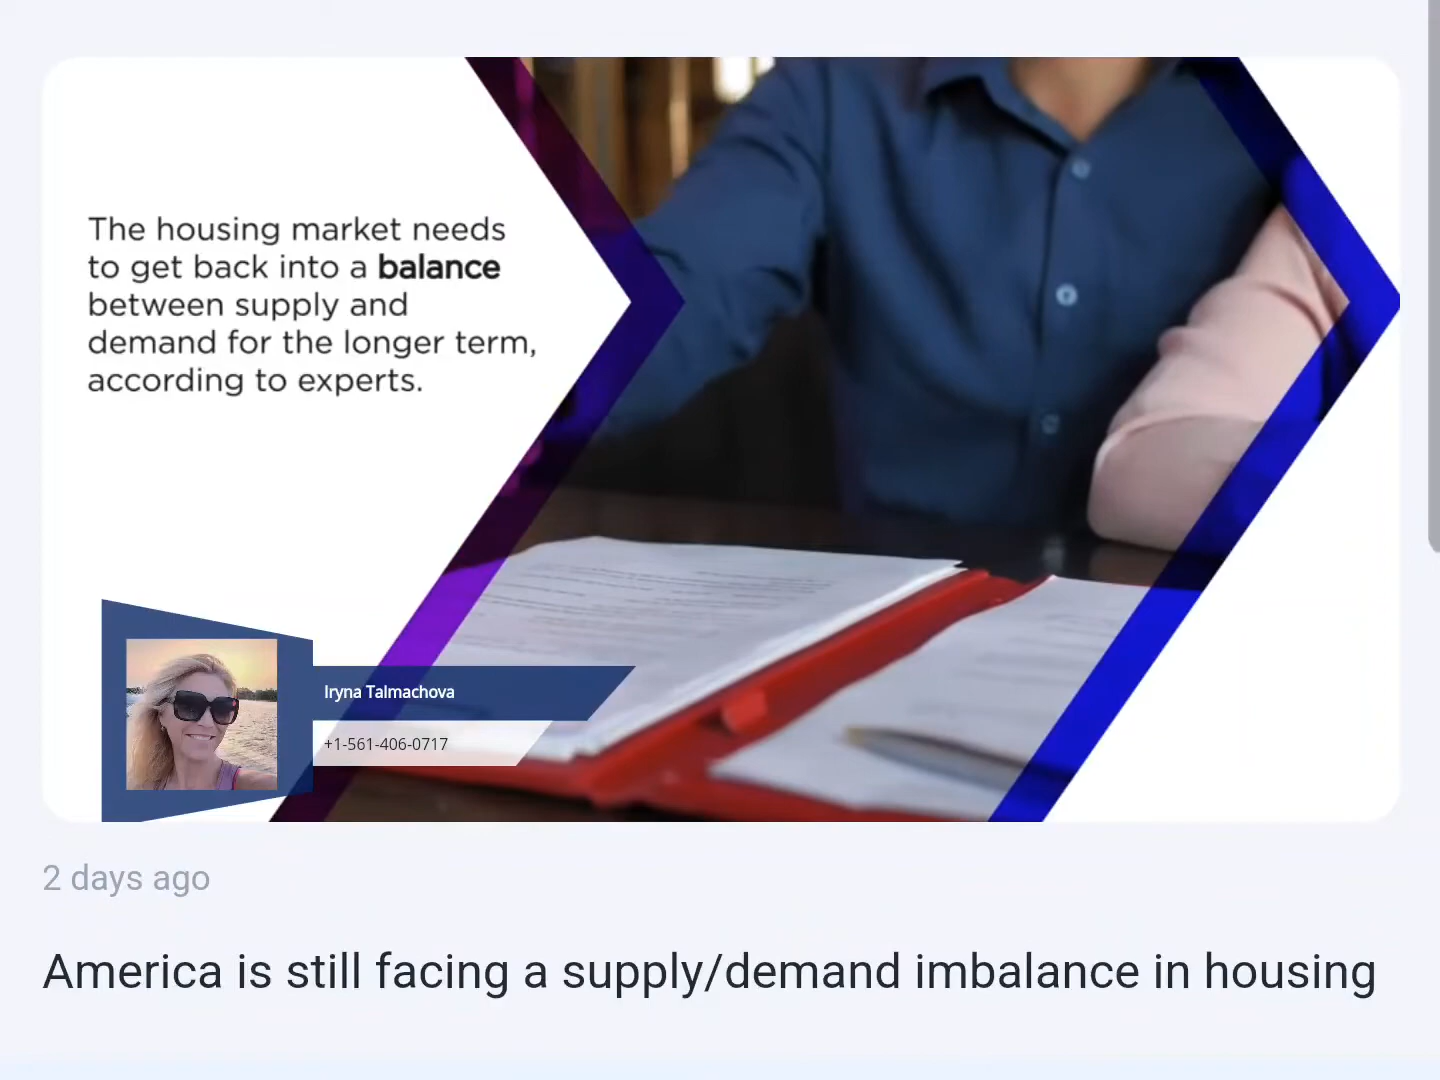 The housing market needs
to get back into a balance
between supply and
demand for the longer term,
according to experts.
Iryna Talmachova
+1-561-406-0717
2 days ago
America is still facing a supply/demand imbalance in housing